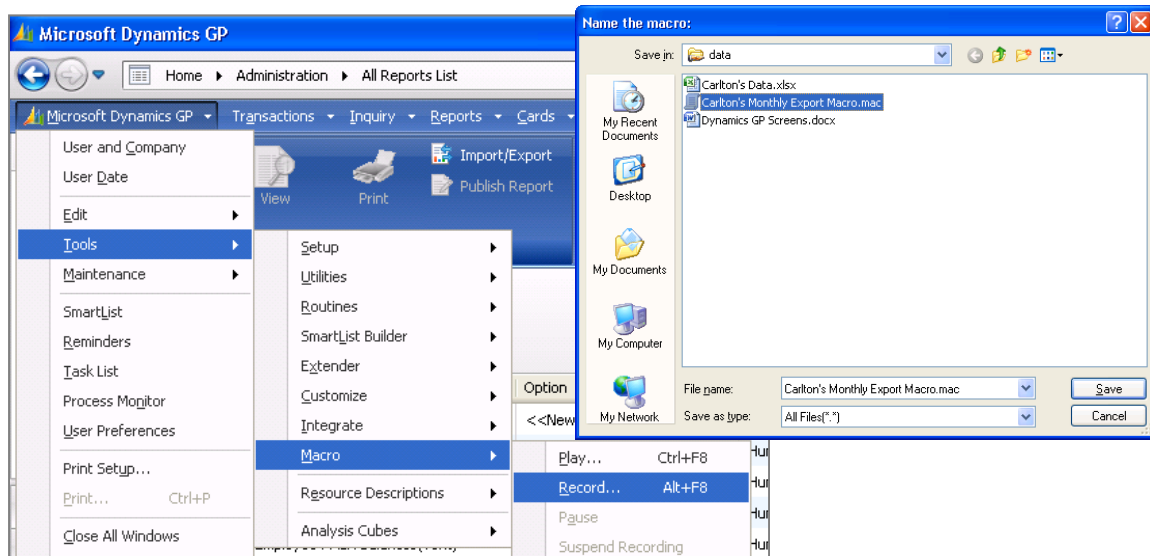 Microsoft Dynamics GP
Home Administration All Reports List
Microsoft Dynamics GP Transactions Inquiry Reports Cards
User and Company
User Date
Edit
Tools
Maintenance
SmartList
Reminders
Task List
Process Monitor
User Preferences
Print Setup...
Print... Ctrl+P
Close All Windows
View
Print
Import/Export
Publish Report
Setup
Utilities
Routines
SmartList Builder
Extender
Customize
Integrate
Macro
Resource Descriptions
Analysis Cubes
Option
<<New
Play... Ctrl+F8
Record... Alt+F8
Pause
Suspend Recording
Hur
Hur
Hur
Hur
Name the macro:
Save in: data
Carlton's Data.xlsx
Carlton's Monthly Export Macro.mac
Dynamics GP Screens.docx
My Recent
Documents
Desktop
My Documents
My Computer
My Network
File name: Carlton's Monthly Export Macro.mac Save
Save as type: All Files(*.*) Cancel